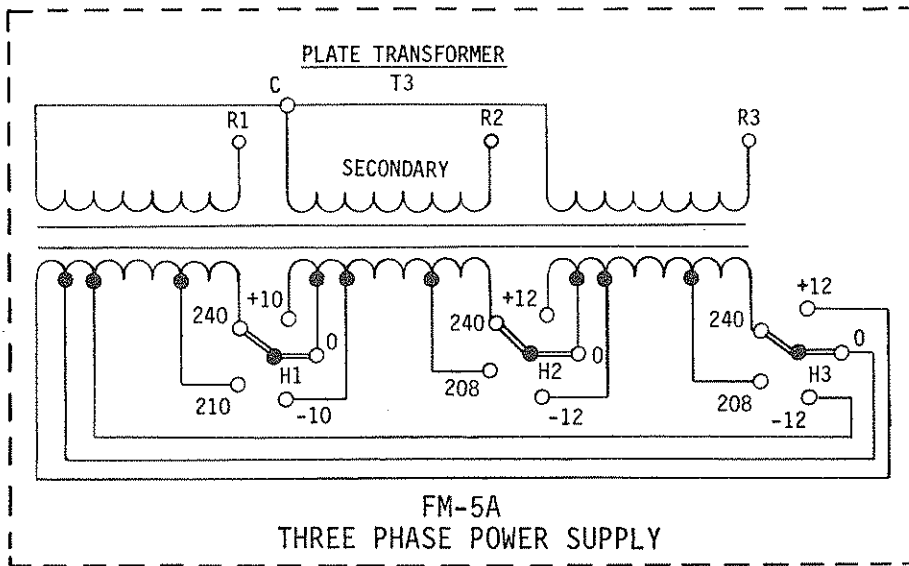 PLATE TRANSFORMER
T3
C
R1
R2
R3
SECONDARY
+10
+12
+12
240
240
240
0
0
H1
H2
H3
0
210
208
208
-10
-12
-12
FM-5A
THREE PHASE POWER SUPPLY